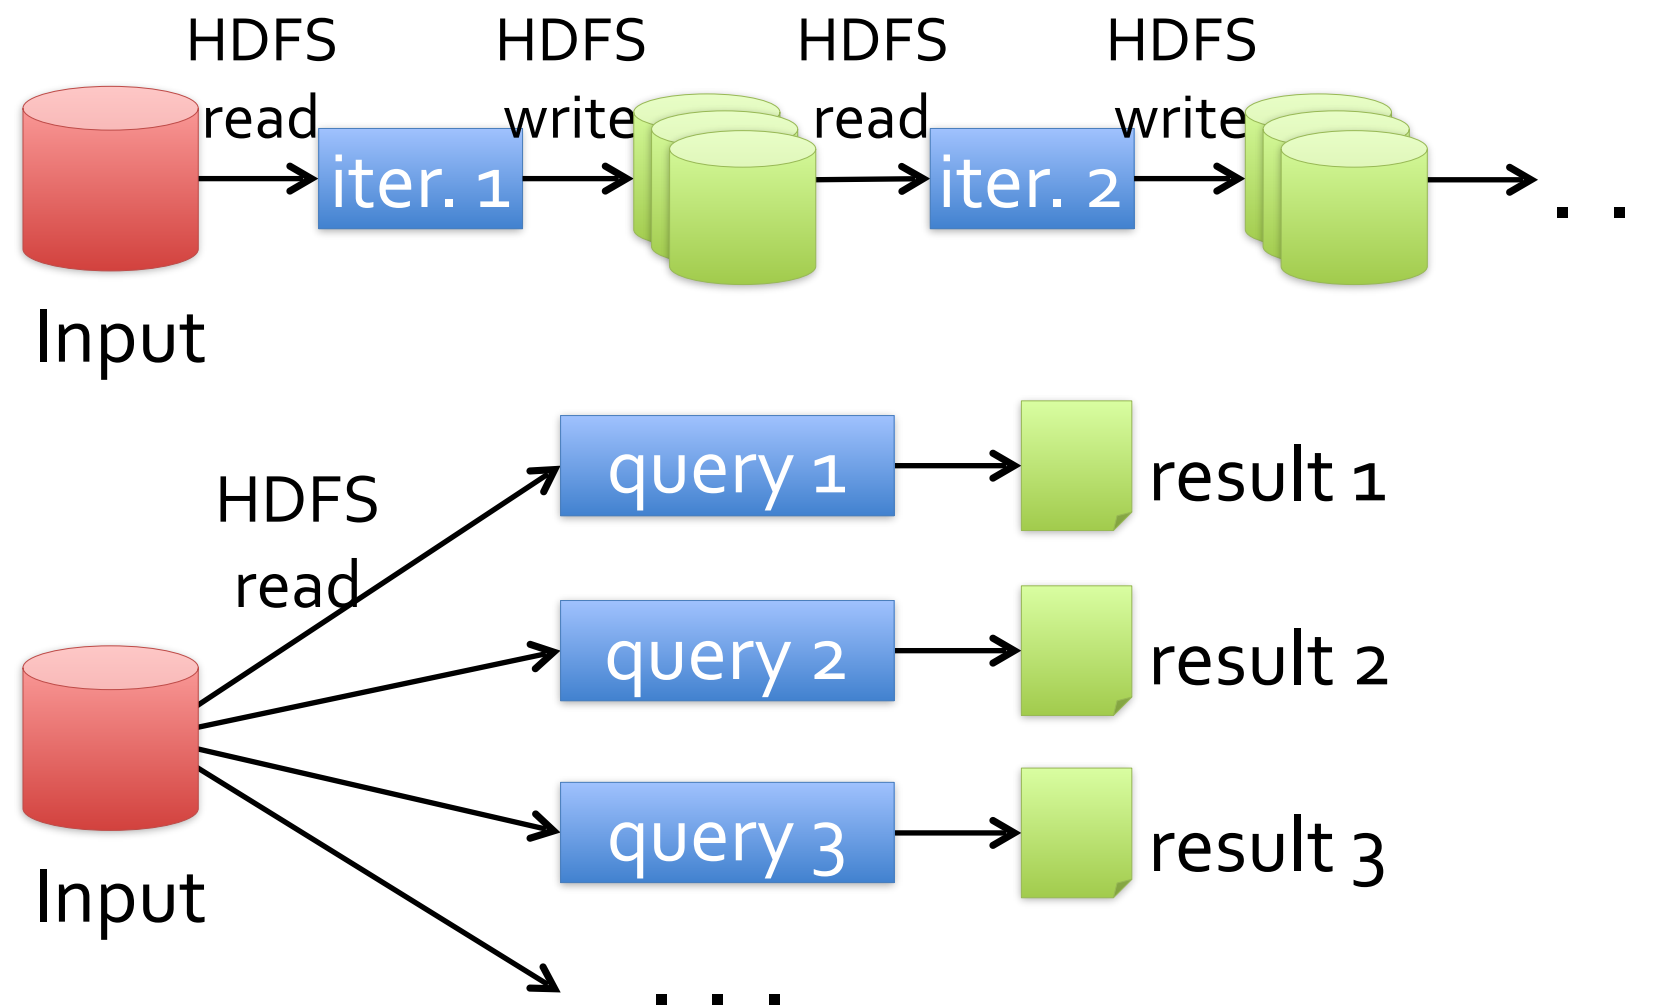 HDFS read
HDFS write
HDFS read
HDFS write
iter. 1
iter. 2
. .
Input
HDFS read
query 1
result 1
query 2
result 2
query 3
result 3
Input
. . .